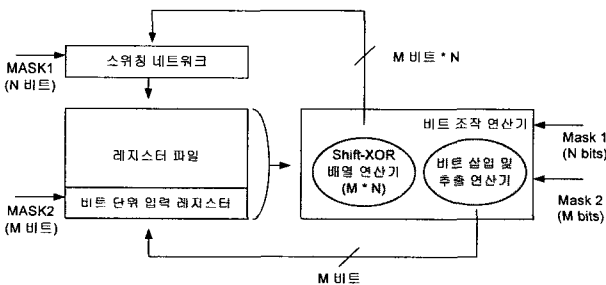 M 비트 * N
스위칭 네트워크
MASK1
(N 비트)
레지스터 파일
비트 단위 입력 레지스터
MASK2
(M 비트)
비트 조작 연산기
Shift-XOR
배열 연산기
(M * N)
비트 삽입 및
추출 연산기
Mask 1
(N bits)
Mask 2
(M bits)
M 비트